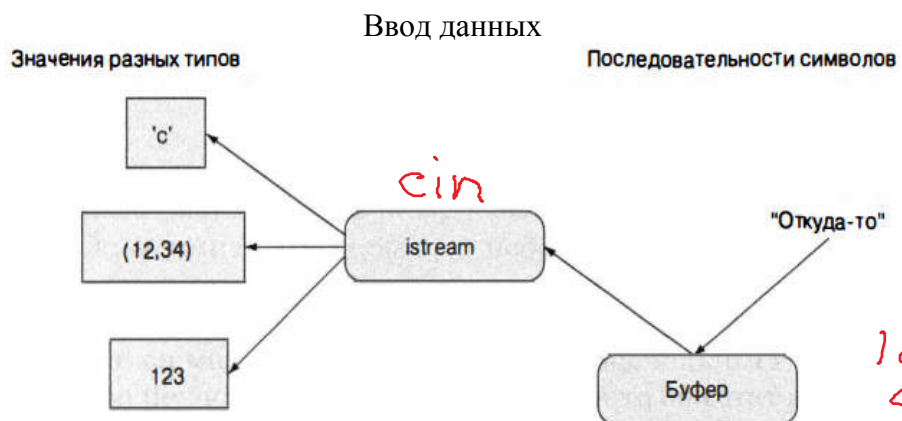 Ввод данных
Значения разных типов
Последовательности символов
'c'
cin
"Откуда-то"
(12,34)
istream
123
Буфер